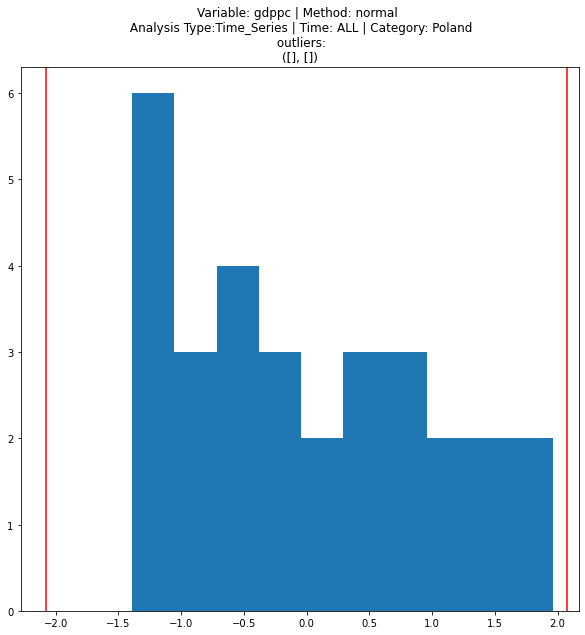 Variable: gdppc | Method: normal
Analysis Type:Time_Series | Time: ALL | Category: Poland
outliers:
([], [])
6
5
4
3
2
1
0
−2.0 −1.5 −1.0 −0.5 0.0 0.5 1.0 1.5 2.0